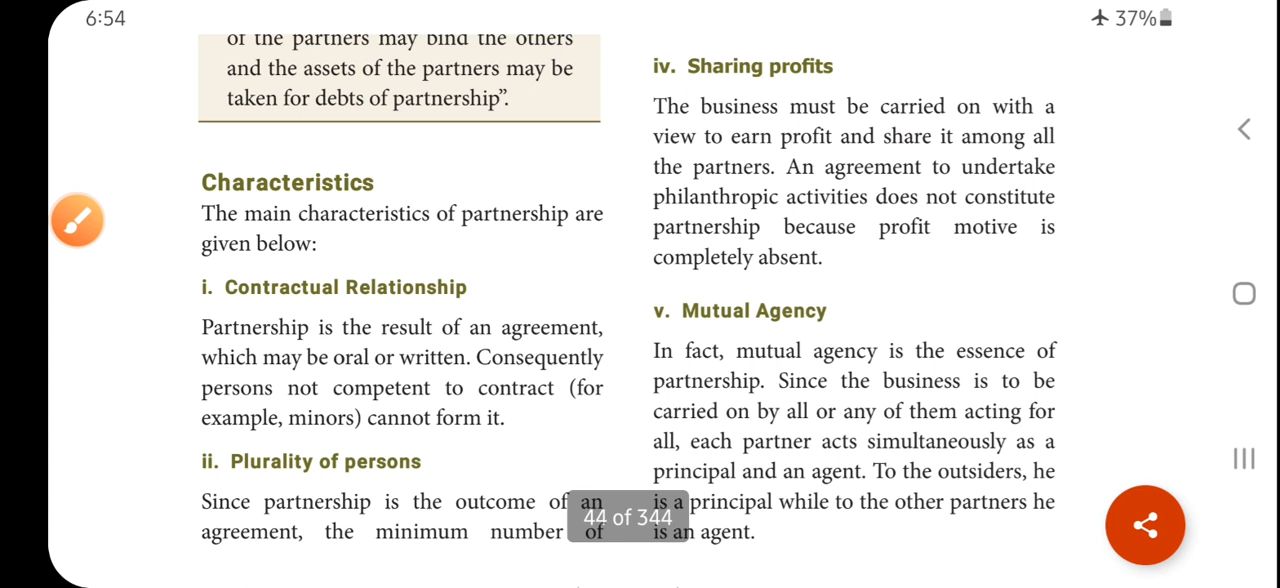 6:54
37%
of the partners may bind the others
and the assets of the partners may be
taken for debts of partnership”.
Characteristics
The main characteristics of partnership are
given below:
i. Contractual Relationship
Partnership is the result of an agreement,
which may be oral or written. Consequently
persons not competent to contract (for
example, minors) cannot form it.
ii. Plurality of persons
Since partnership is the outcome of an
agreement, the minimum number of
iv. Sharing profits
The business must be carried on with a
view to earn profit and share it among all
the partners. An agreement to undertake
philanthropic activities does not constitute
partnership because profit motive is
completely absent.
v. Mutual Agency
In fact, mutual agency is the essence of
partnership. Since the business is to be
carried on by all or any of them acting for
all, each partner acts simultaneously as a
principal and an agent. To the outsiders, he
is a principal while to the other partners he
is an agent.
44 of 344